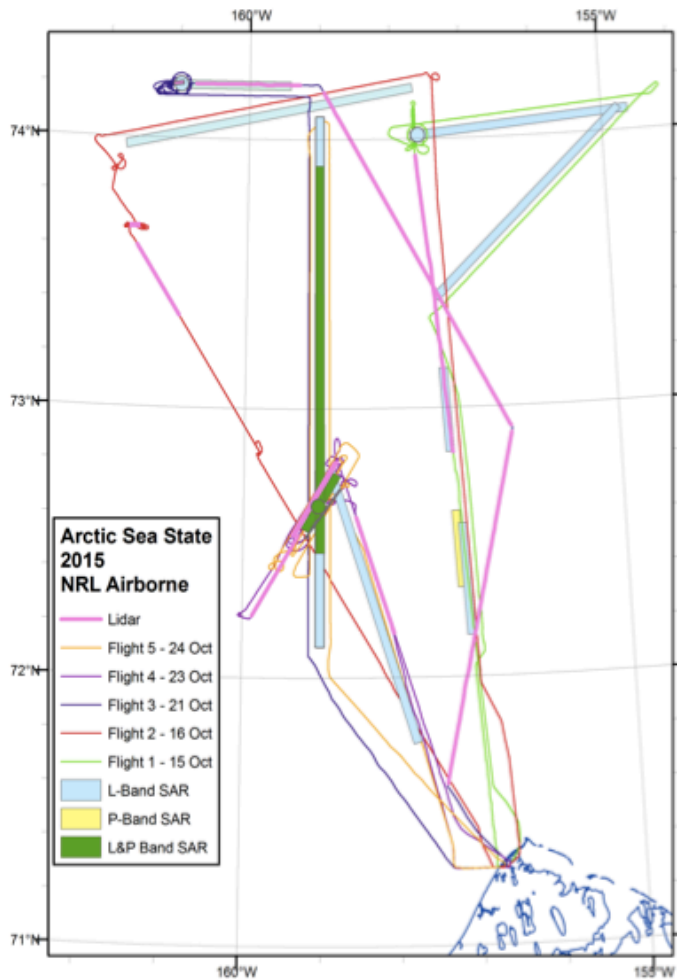 160°W
155°W
74°N
73°N
72°N
71°N
Arctic Sea State
2015
NRL Airborne
Lidar
Flight 5 - 24 Oct
Flight 4 - 23 Oct
Flight 3 - 21 Oct
Flight 2 - 16 Oct
Flight 1 - 15 Oct
L-Band SAR
P-Band SAR
L&P Band SAR
160°W
155°W